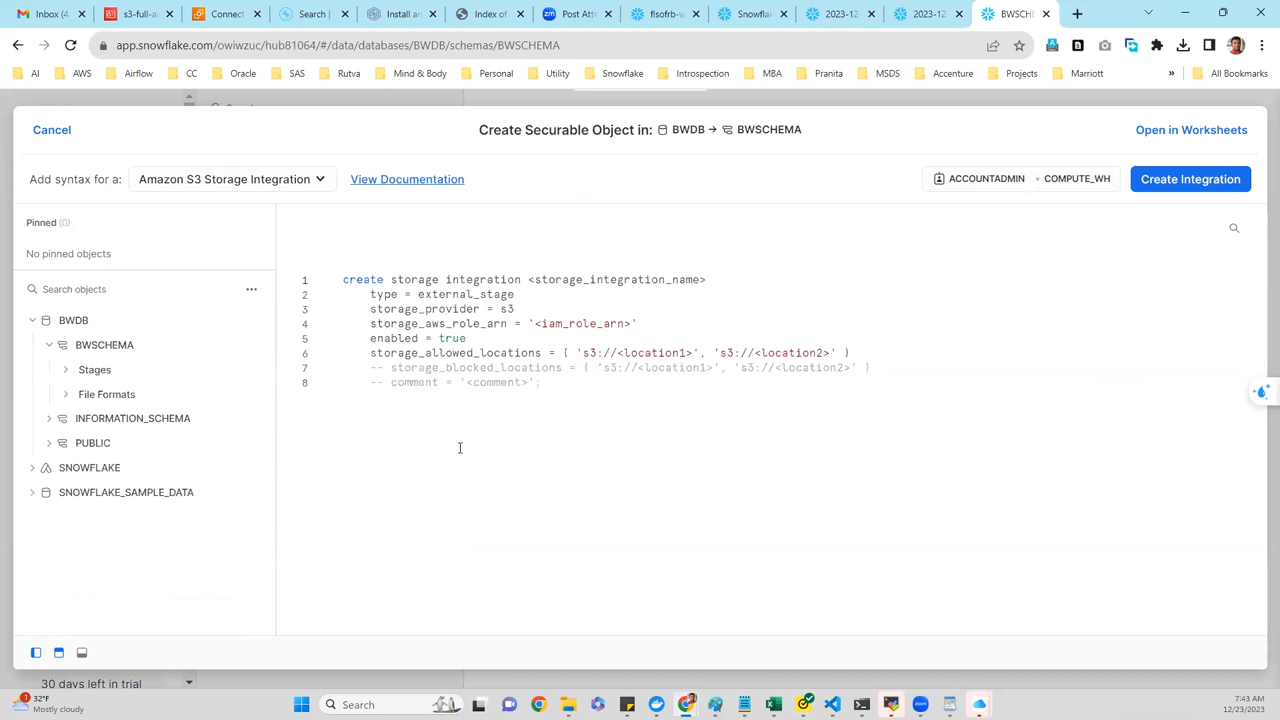 Inbox (4
s3-full-a
Connect
Search |
Install a
Index of
Post Att
flsofrb-w
Snowfla
2023-12
2023-12
BWSCHE
app.snowflake.com/owiwzuc/hub81064/#/data/databases/BWDB/schemas/BWSCHEMA
AI
AWS
Airflow
CC
Oracle
SAS
Rutva
Mind & Body
Personal
Utility
Snowflake
Introspection
MBA
Pranita
MSDS
Accenture
Projects
Marriott
»
All Bookmarks
Cancel
Create Securable Object in: BWDB → BWSCHEMA
Open in Worksheets
Add syntax for a:
Amazon S3 Storage Integration
View Documentation
ACCOUNTADMIN • COMPUTE_WH
Create Integration
Pinned (0)
No pinned objects
Search objects
BWDB
BWSCHEMA
Stages
File Formats
INFORMATION_SCHEMA
PUBLIC
SNOWFLAKE
SNOWFLAKE_SAMPLE_DATA
1 create storage integration <storage_integration_name>
2 type = external_stage
3 storage_provider = s3
4 storage_aws_role_arn = '<iam_role_arn>'
5 enabled = true
6 storage_allowed_locations = ( 's3://<location1>', 's3://<location2>' )
7 -- storage_blocked_locations = ( 's3://<location1>', 's3://<location2>' )
8 -- comment = '<comment>';
30 days left in trial
1
32°F
Mostly cloudy
Search
7:43 AM
12/23/2023